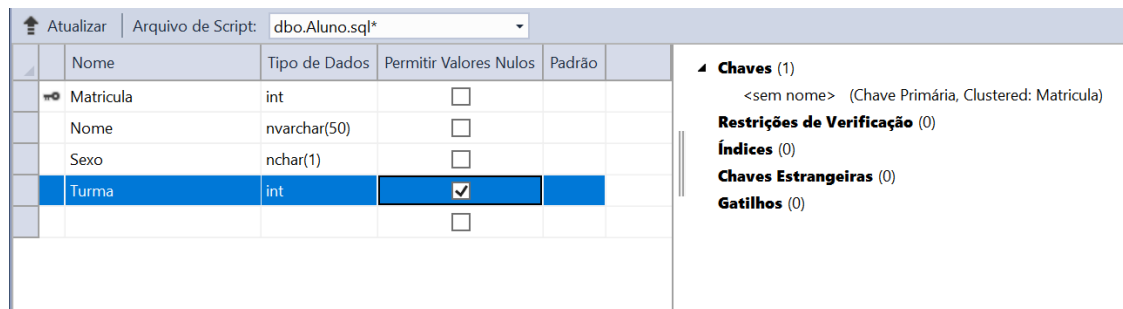 Atualizar Arquivo de Script: dbo.Aluno.sql*
Nome Tipo de Dados Permitir Valores Nulos Padrão
Matricula int
Nome nvarchar(50)
Sexo nchar(1)
Turma int
Chaves (1)
<sem nome> (Chave Primária, Clustered: Matricula)
Restrições de Verificação (0)
Índices (0)
Chaves Estrangeiras (0)
Gatilhos (0)